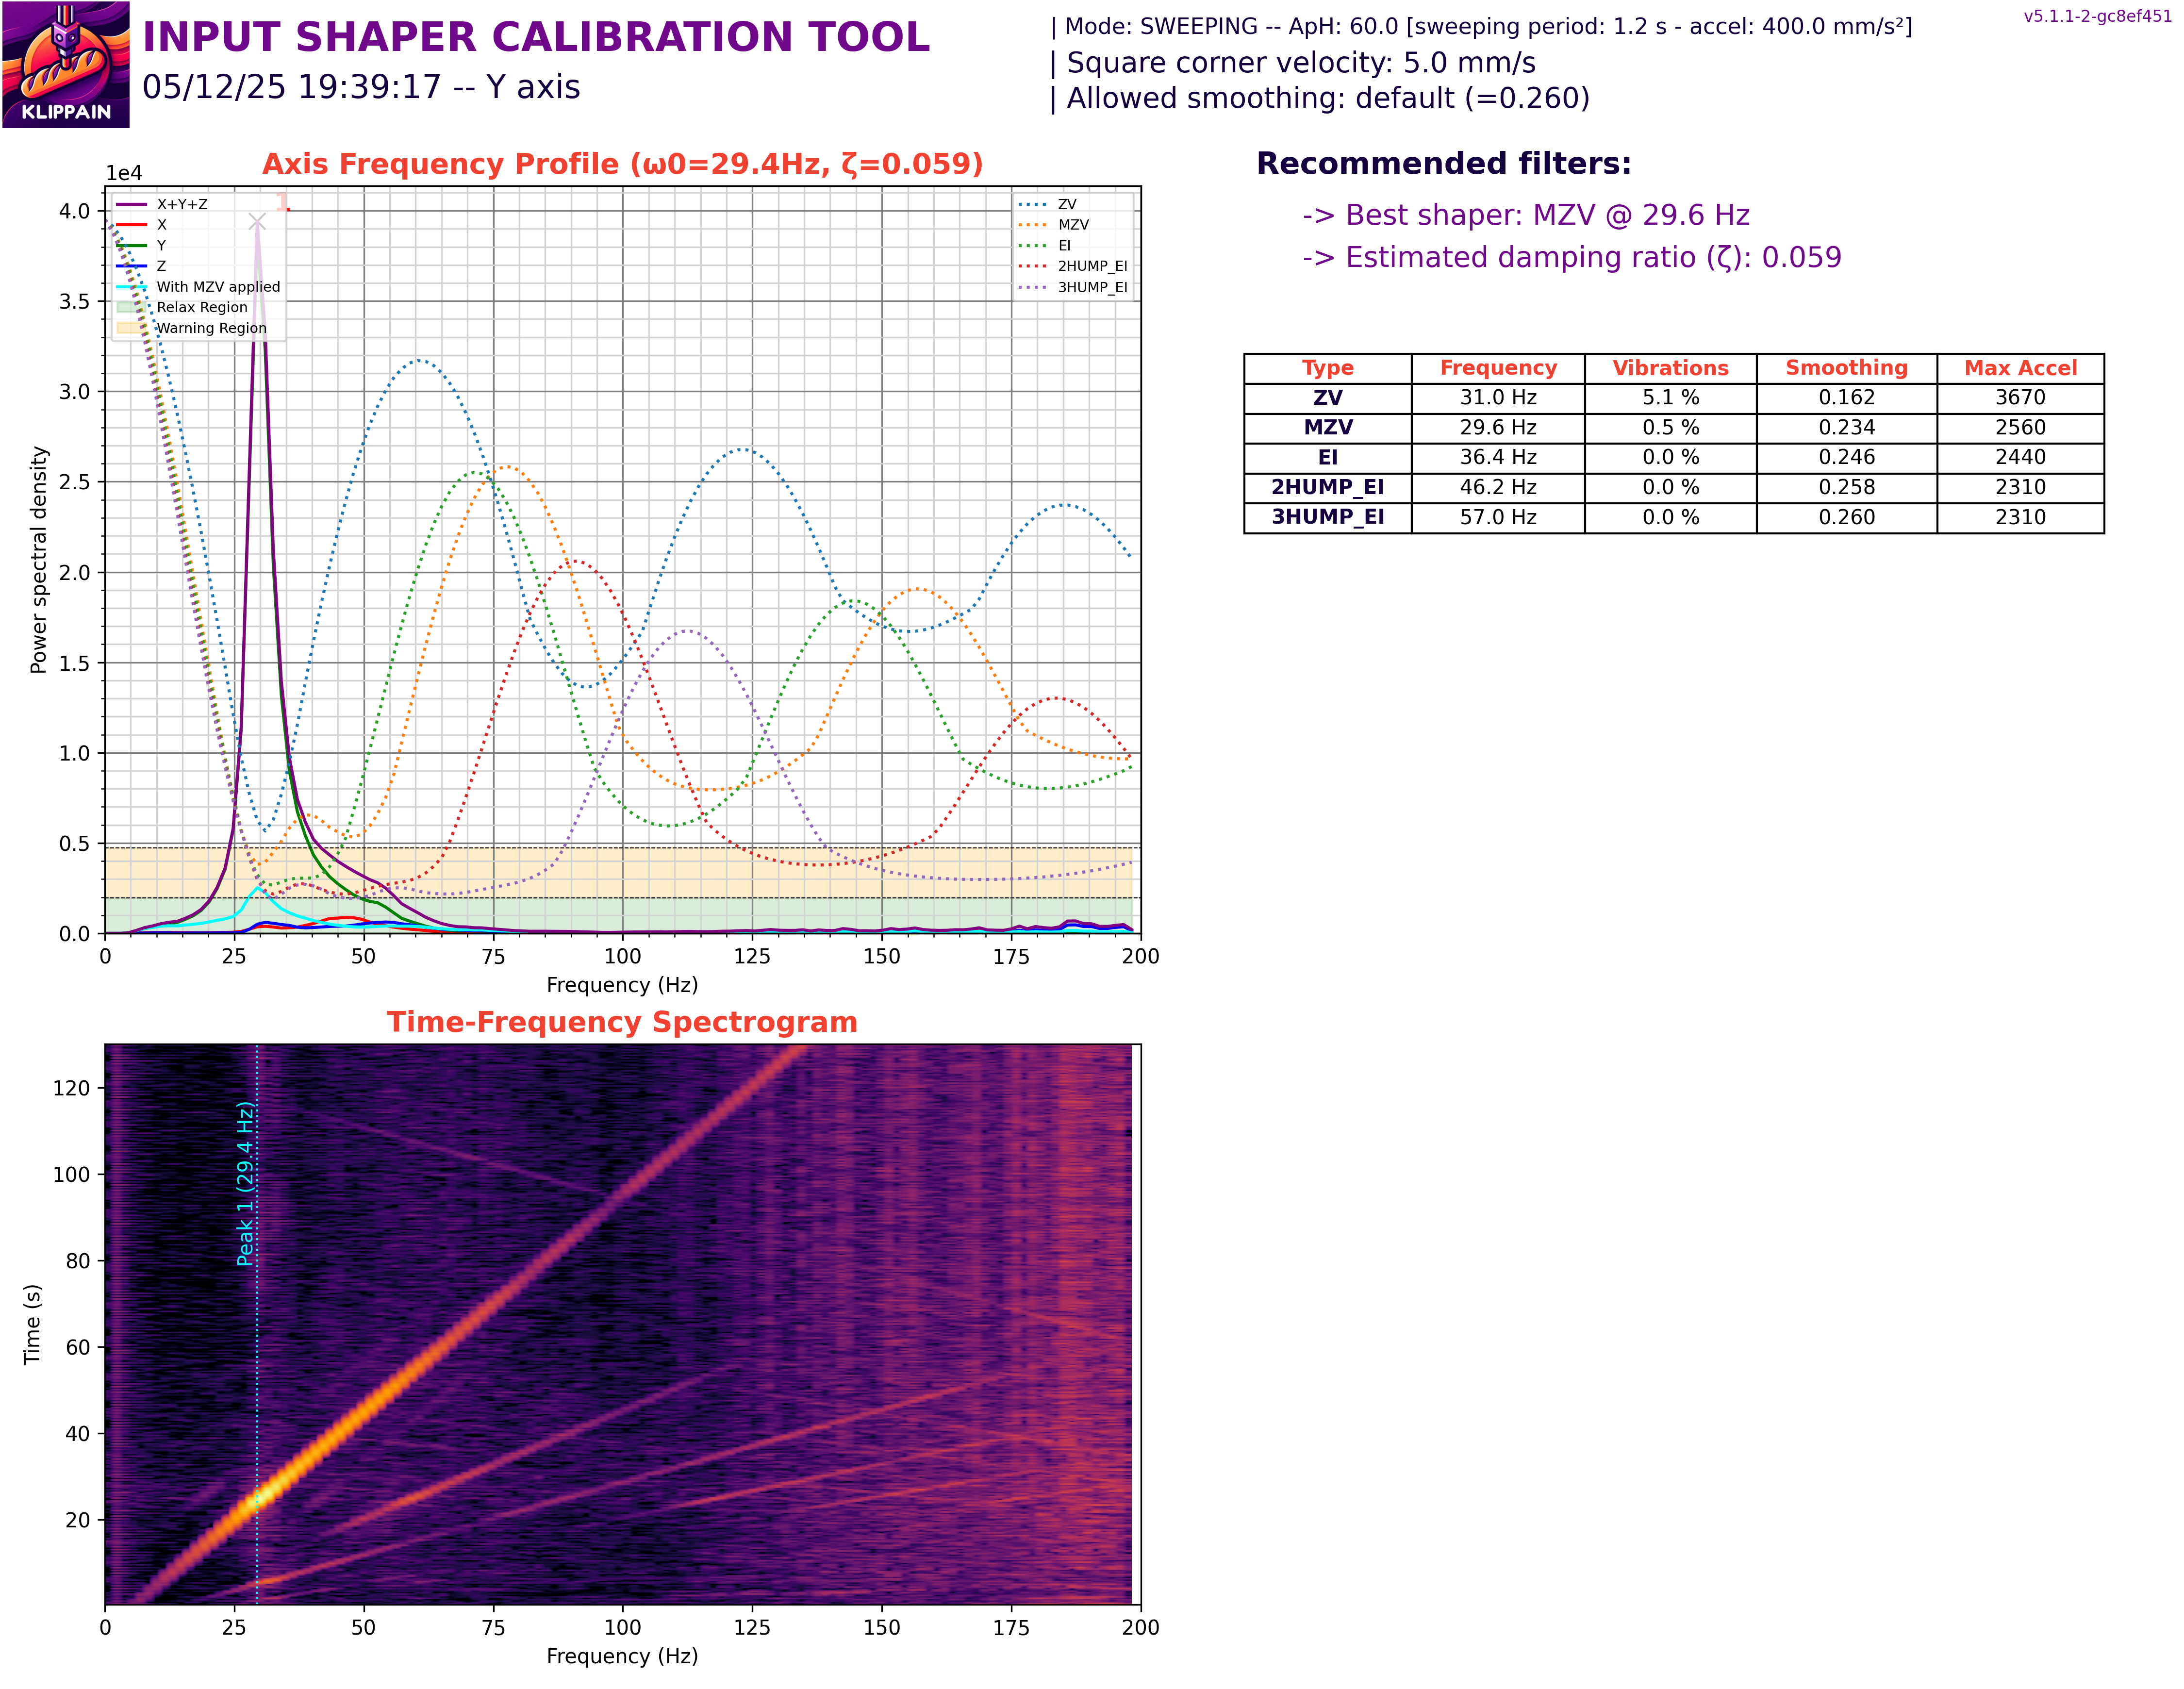 KLIPPAIN
INPUT SHAPER CALIBRATION TOOL
05/12/25 19:39:17 -- Y axis
| Mode: SWEEPING -- ApH: 60.0 [sweeping period: 1.2 s - accel: 400.0 mm/s²]
| Square corner velocity: 5.0 mm/s
| Allowed smoothing: default (=0.260)
v5.1.1-2-gc8ef451
Axis Frequency Profile (ω0=29.4Hz, ζ=0.059)
1e4
X+Y+Z
X
Y
Z
With MZV applied
Relax Region
Warning Region
1
ZV
MZV
EI
2HUMP_EI
3HUMP_EI
4.0
3.5
3.0
2.5
2.0
1.5
1.0
0.5
0.0
Power spectral density
0 25 50 75 100 125 150 175 200
Frequency (Hz)
Recommended filters:
-> Best shaper: MZV @ 29.6 Hz
-> Estimated damping ratio (ζ): 0.059
Type Frequency Vibrations Smoothing Max Accel
ZV 31.0 Hz 5.1 % 0.162 3670
MZV 29.6 Hz 0.5 % 0.234 2560
EI 36.4 Hz 0.0 % 0.246 2440
2HUMP_EI 46.2 Hz 0.0 % 0.258 2310
3HUMP_EI 57.0 Hz 0.0 % 0.260 2310
Time-Frequency Spectrogram
120
100
80
60
40
20
Time (s)
Peak 1 (29.4 Hz)
0 25 50 75 100 125 150 175 200
Frequency (Hz)